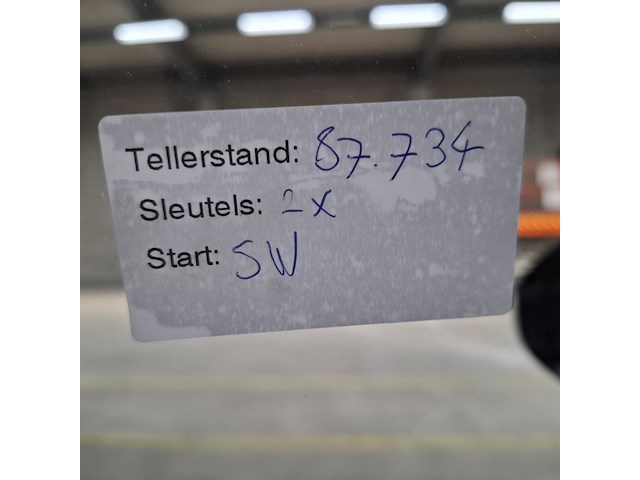 Tellerstand: 87.734
Sleutels: 2x
Start: SW